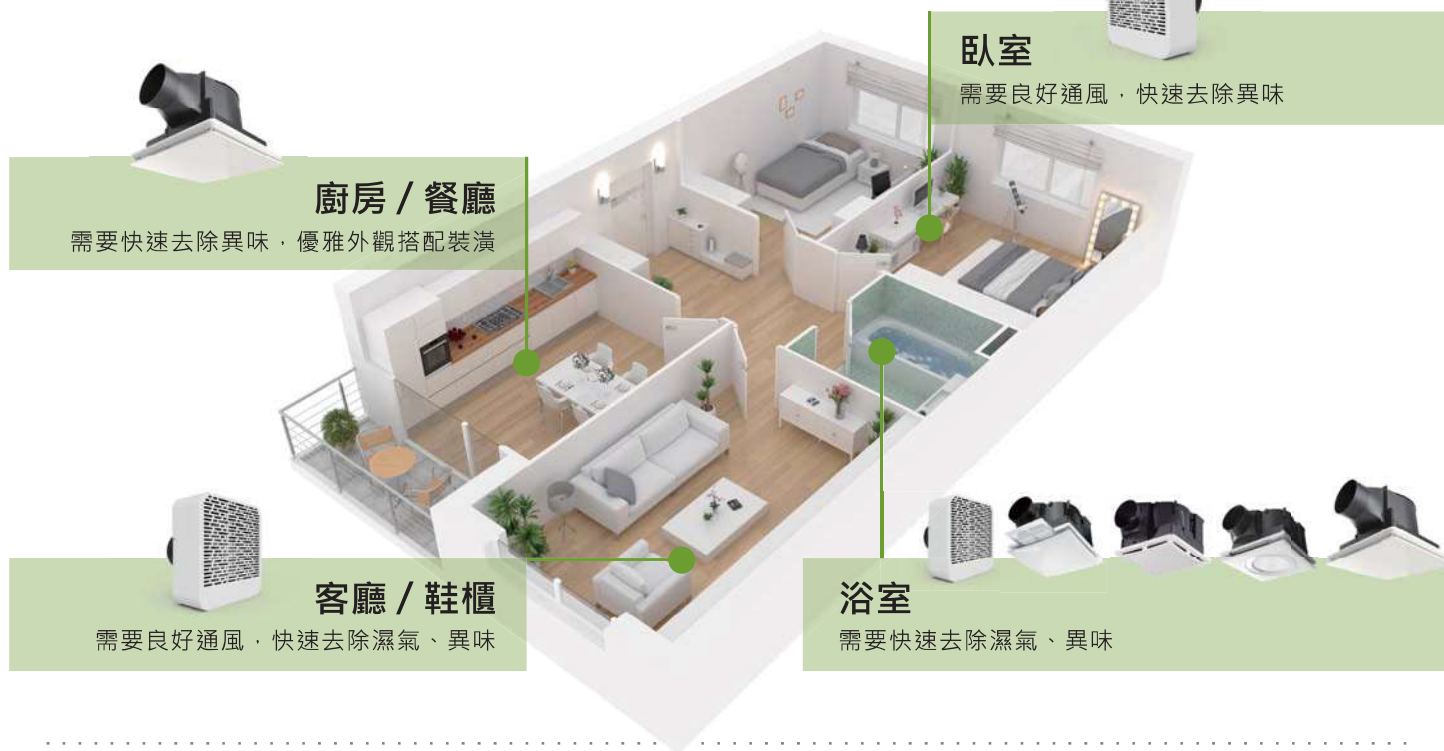 臥室
需要良好通風，快速去除異味
廚房 / 餐廳
需要快速去除異味，優雅外觀搭配裝潢
客廳 / 鞋櫃
需要良好通風，快速去除濕氣、異味
浴室
需要快速去除濕氣、異味